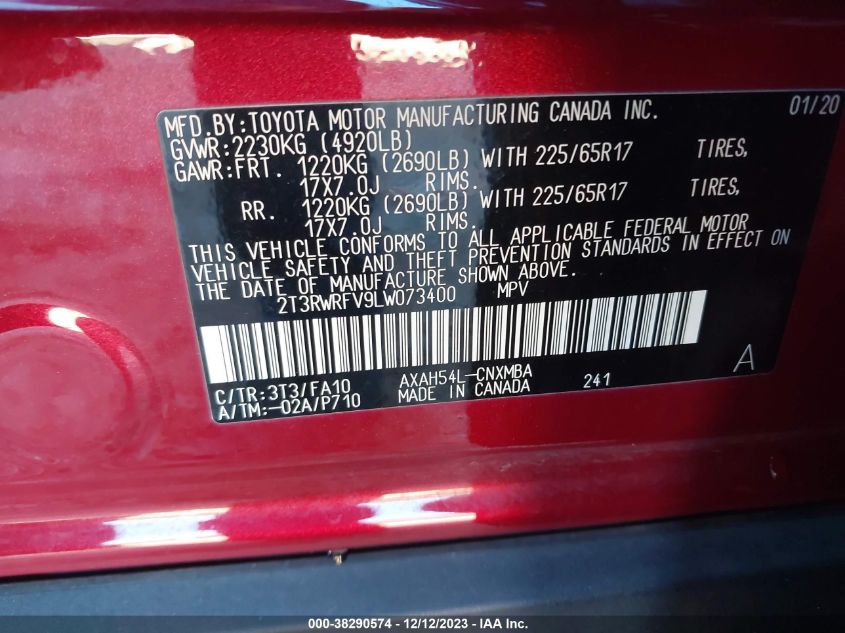 MFD.BY:TOYOTA MOTOR MANUFACTURING CANADA INC. 01/20
GVWR:2230KG (4920LB)
GAWR:FRT. 1220KG (2690LB) WITH 225/65R17 TIRES,
17X7.0J RIMS.
RR. 1220KG (2690LB) WITH 225/65R17 TIRES,
17X7.0J RIMS.
THIS VEHICLE CONFORMS TO ALL APPLICABLE FEDERAL MOTOR
VEHICLE SAFETY AND THEFT PREVENTION STANDARDS IN EFFECT ON
THE DATE OF MANUFACTURE SHOWN ABOVE.
2T3RWRFV9LW073400 MPV
A
C/TR:3T3/FA10 AXAH54L-CNXMBA 241
A/TM:-02A/P710 MADE IN CANADA
000-38290574 - 12/12/2023 - IAA Inc.